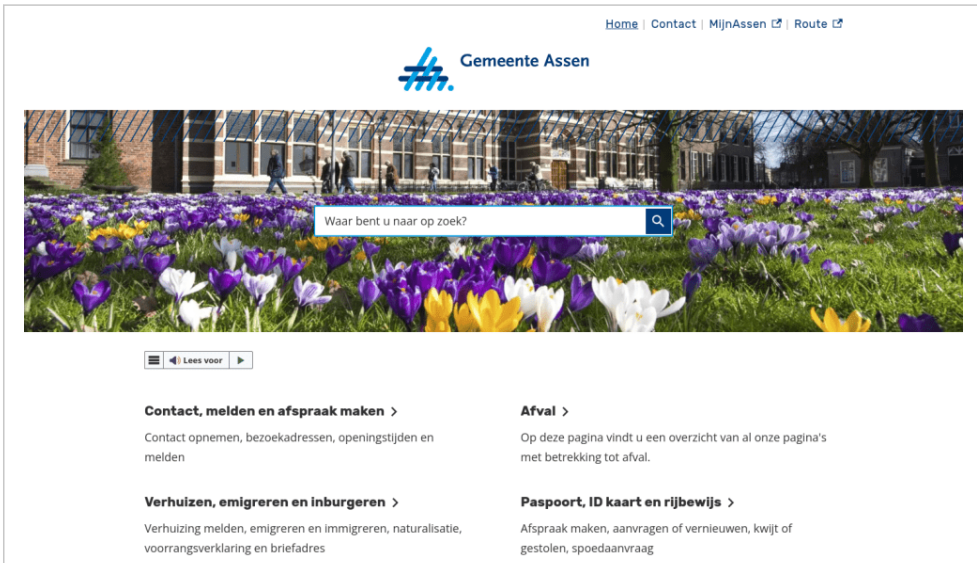 Home | Contact | MijnAssen | Route
Gemeente Assen
Waar bent u naar op zoek?
Lees voor
Contact, melden en afspraak maken >
Contact opnemen, bezoekadressen, openingstijden en
melden
Afval >
Op deze pagina vindt u een overzicht van al onze pagina's
met betrekking tot afval.
Verhuizen, emigreren en inburgeren >
Verhuizing melden, emigreren en immigreren, naturalisatie,
voorrangsverklaring en briefadres
Paspoort, ID kaart en rijbewijs >
Afspraak maken, aanvragen of vernieuwen, kwijt of
gestolen, spoedaanvraag